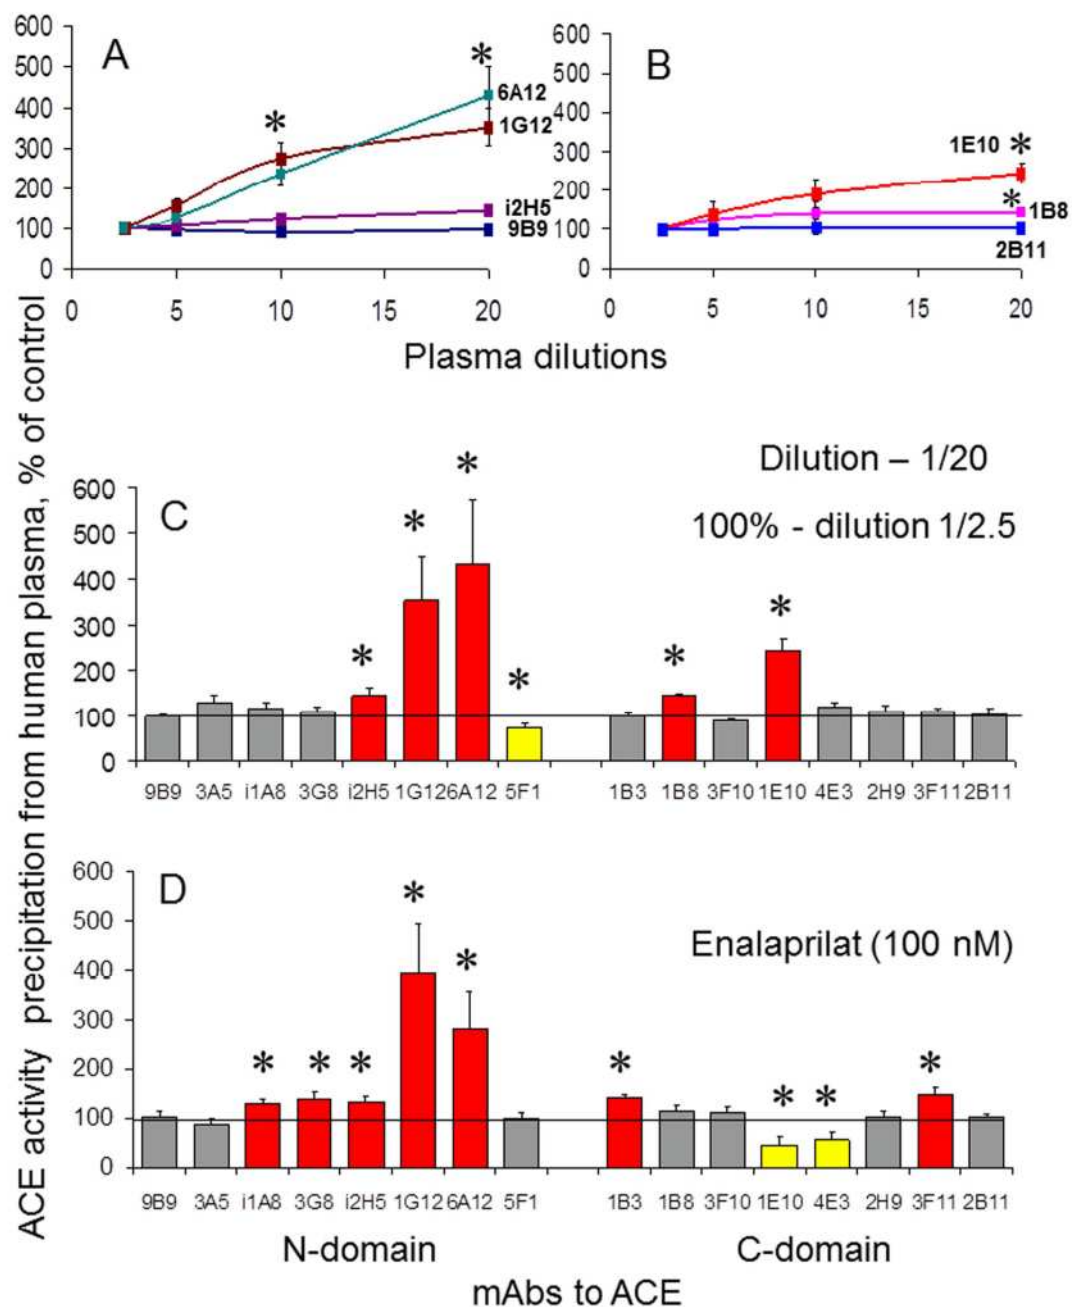 ACE activity precipitation from human plasma, % of control
600
500
400
300
200
100
0
A
*
*
6A12
1G12
i2H5
9B9
0 5 10 15 20
600
500
400
300
200
100
0
B
1E10 *
*
1B8
2B11
0 5 10 15 20
Plasma dilutions
Dilution – 1/20
100% - dilution 1/2.5
600
500
400
300
200
100
0
C
* * * * * *
9B9 3A5 i1A8 3G8 i2H5 1G12 6A12 5F1 1B3 1B8 3F10 1E10 4E3 2H9 3F11 2B11
600
500
400
300
200
100
0
D
Enalaprilat (100 nM)
* * * * * * * * *
9B9 3A5 i1A8 3G8 i2H5 1G12 6A12 5F1 1B3 1B8 3F10 1E10 4E3 2H9 3F11 2B11
N-domain C-domain
mAbs to ACE